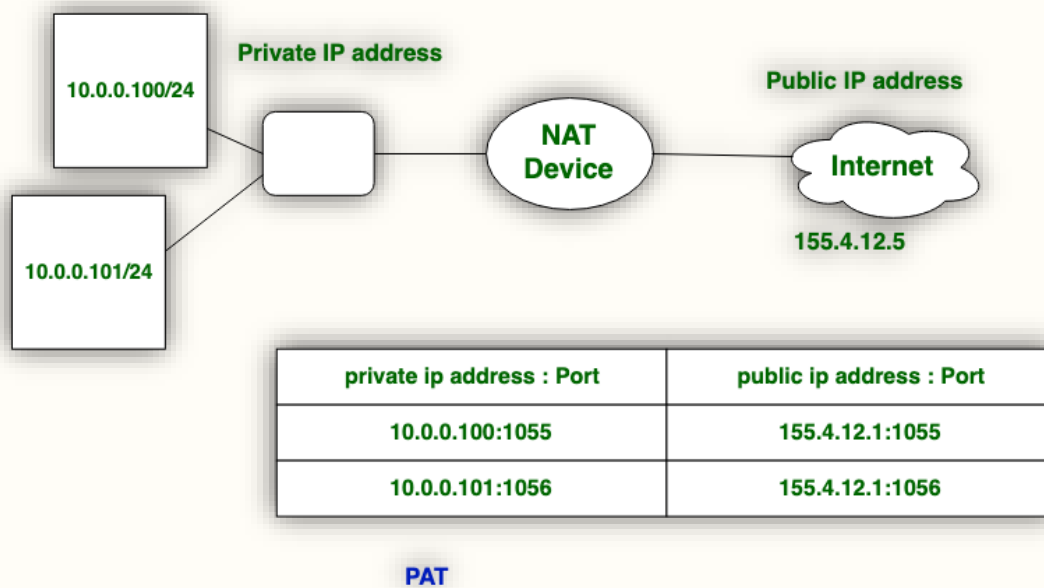 Private IP address
Public IP address
10.0.0.100/24
NAT
Device
Internet
155.4.12.5
10.0.0.101/24
private ip address : Port
public ip address : Port
10.0.0.100:1055
155.4.12.1:1055
10.0.0.101:1056
155.4.12.1:1056
PAT